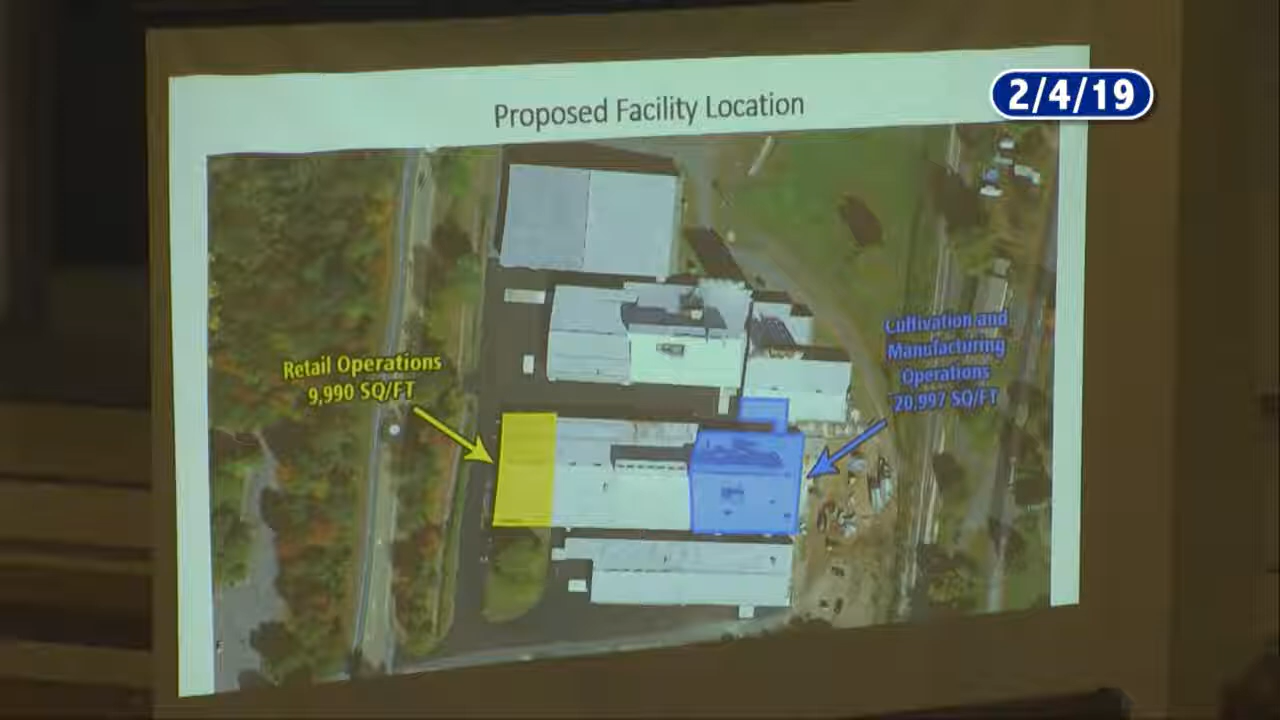 2/4/19
Proposed Facility Location
Retail Operations
9,990 SQ/FT
Cultivation and
Manufacturing
Operations
20,997 SQ/FT